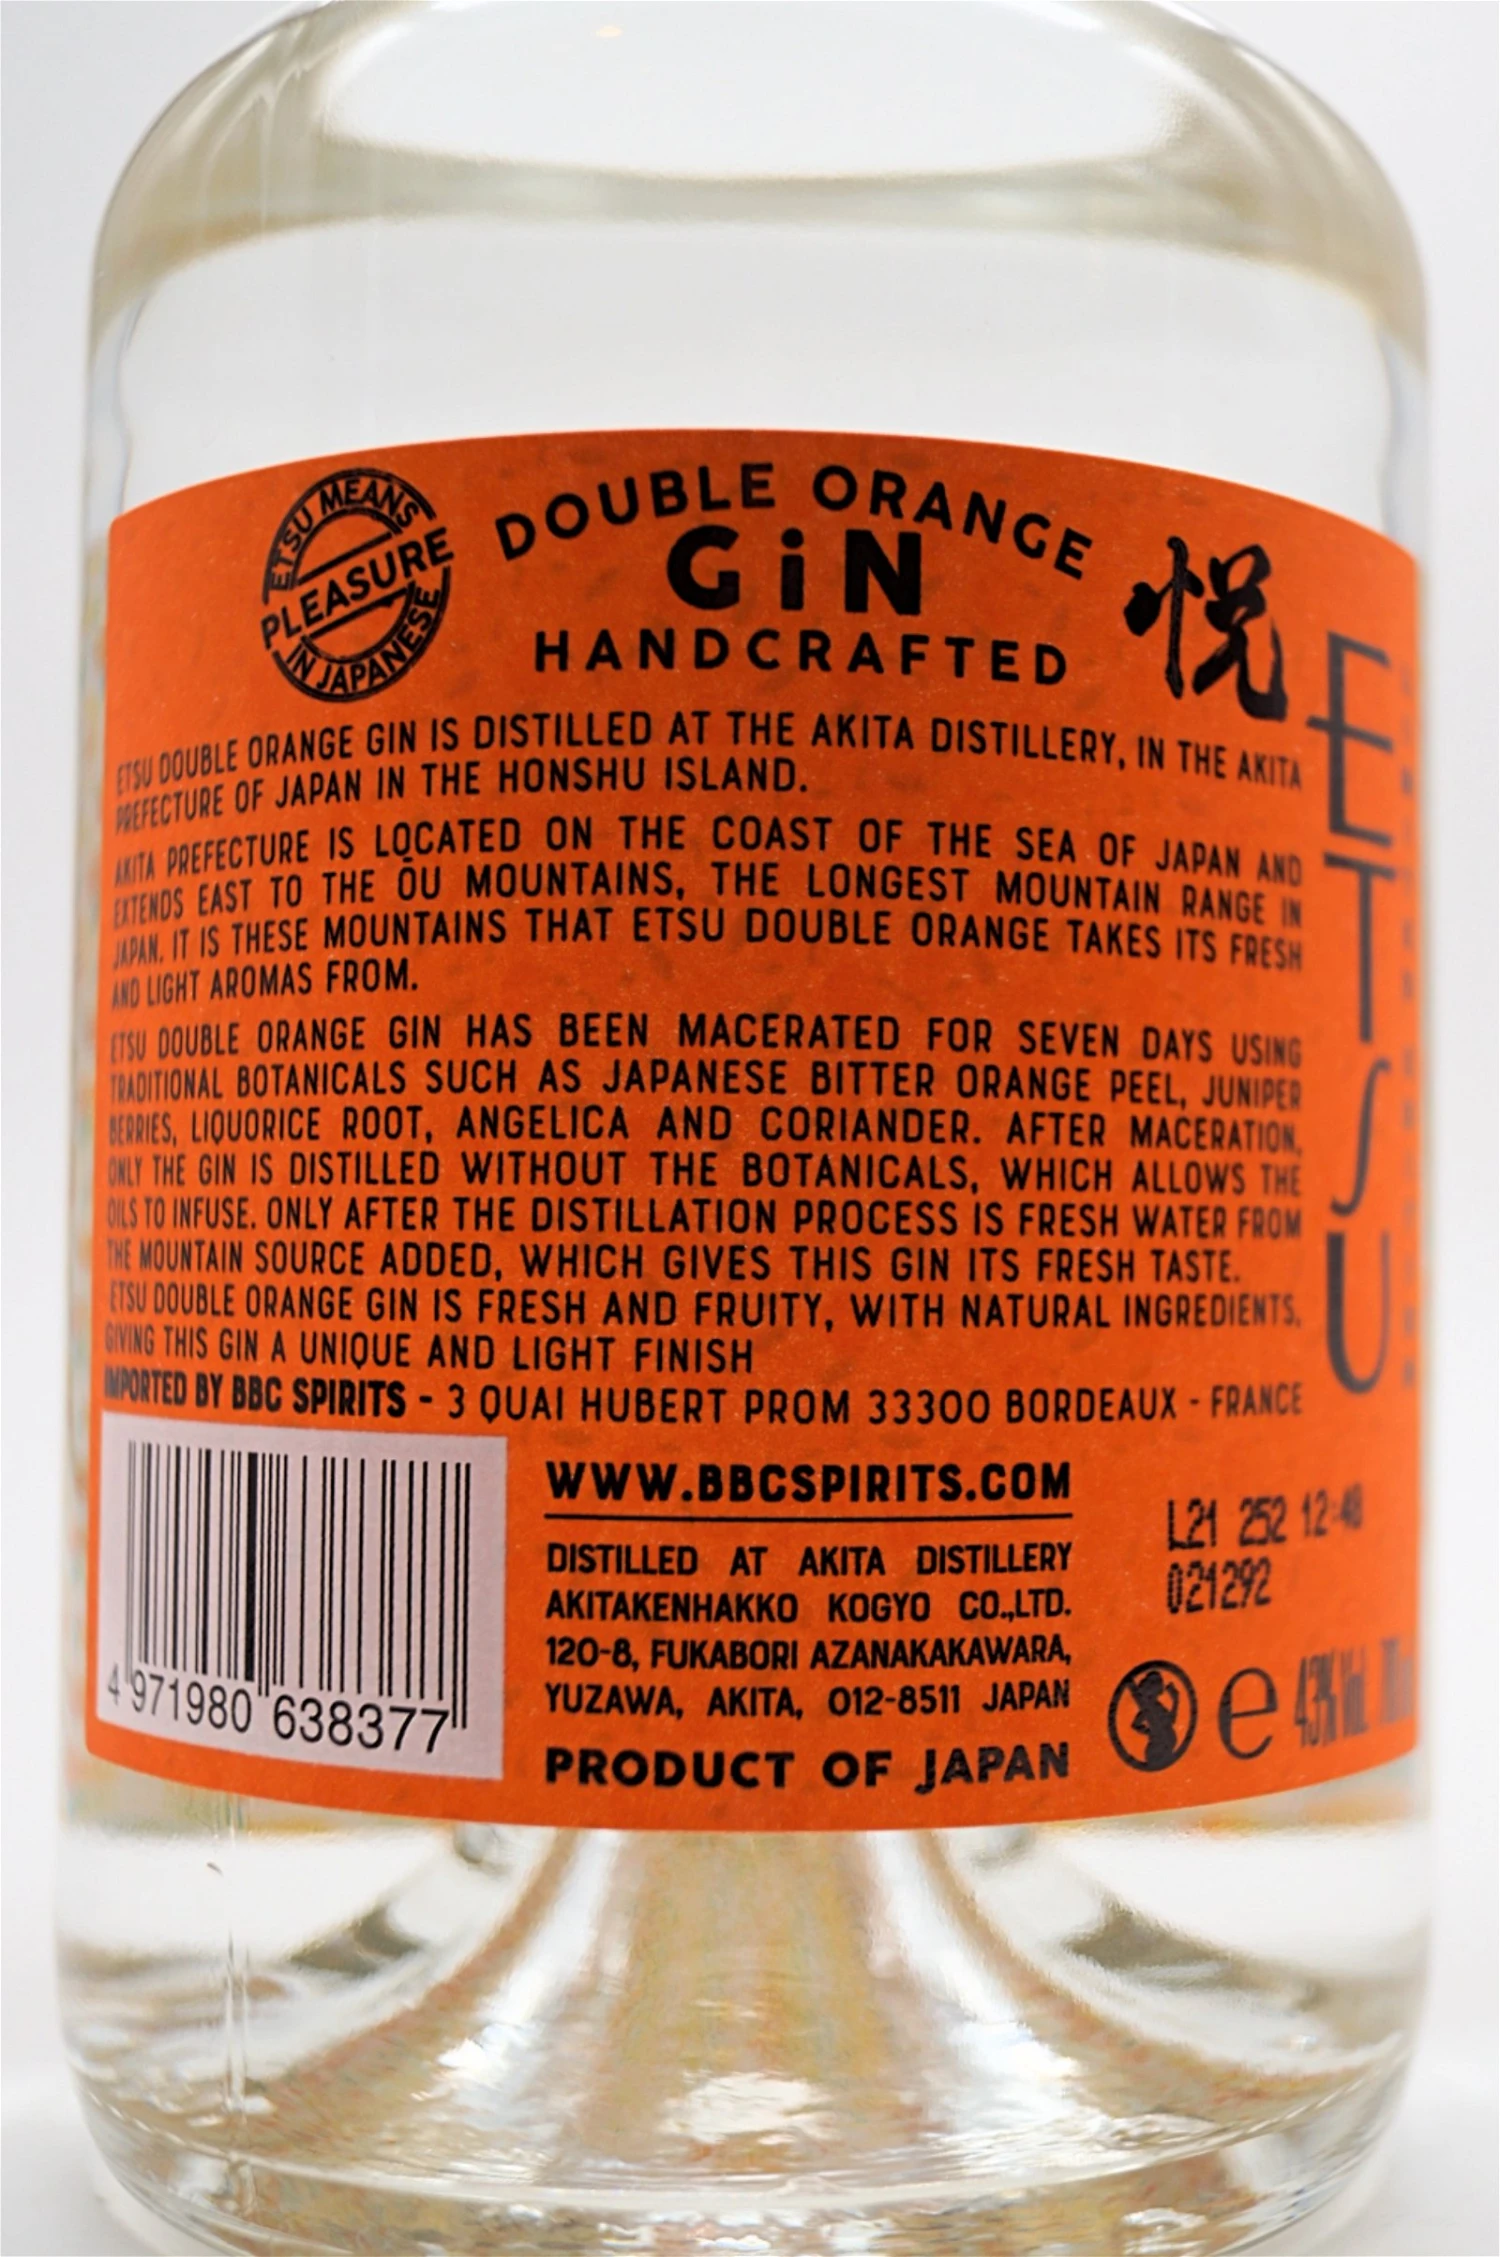 ETSU MEANS
PLEASURE
IN JAPANESE
DOUBLE ORANGE
GiN
HANDCRAFTED
悦
ETSU
ETSU DOUBLE ORANGE GIN IS DISTILLED AT THE AKITA DISTILLERY, IN THE AKITA
PREFECTURE OF JAPAN IN THE HONSHU ISLAND.
AKITA PREFECTURE IS LOCATED ON THE COAST OF THE SEA OF JAPAN AND
EXTENDS EAST TO THE ŌU MOUNTAINS, THE LONGEST MOUNTAIN RANGE IN
JAPAN. IT IS THESE MOUNTAINS THAT ETSU DOUBLE ORANGE TAKES ITS FRESH
AND LIGHT AROMAS FROM.
ETSU DOUBLE ORANGE GIN HAS BEEN MACERATED FOR SEVEN DAYS USING
TRADITIONAL BOTANICALS SUCH AS JAPANESE BITTER ORANGE PEEL, JUNIPER
BERRIES, LIQUORICE ROOT, ANGELICA AND CORIANDER. AFTER MACERATION,
ONLY THE GIN IS DISTILLED WITHOUT THE BOTANICALS, WHICH ALLOWS THE
OILS TO INFUSE. ONLY AFTER THE DISTILLATION PROCESS IS FRESH WATER FROM
THE MOUNTAIN SOURCE ADDED, WHICH GIVES THIS GIN ITS FRESH TASTE.
ETSU DOUBLE ORANGE GIN IS FRESH AND FRUITY, WITH NATURAL INGREDIENTS,
GIVING THIS GIN A UNIQUE AND LIGHT FINISH
IMPORTED BY BBC SPIRITS - 3 QUAI HUBERT PROM 33300 BORDEAUX - FRANCE
4 971980 638377
WWW.BBCSPIRITS.COM
DISTILLED AT AKITA DISTILLERY
AKITAKENHAKKO KOGYO CO.,LTD.
120-8, FUKABORI AZANAKAKAWARA,
YUZAWA, AKITA, 012-8511 JAPAN
PRODUCT OF JAPAN
L21 252 12:48
021292
e 43% Vol.